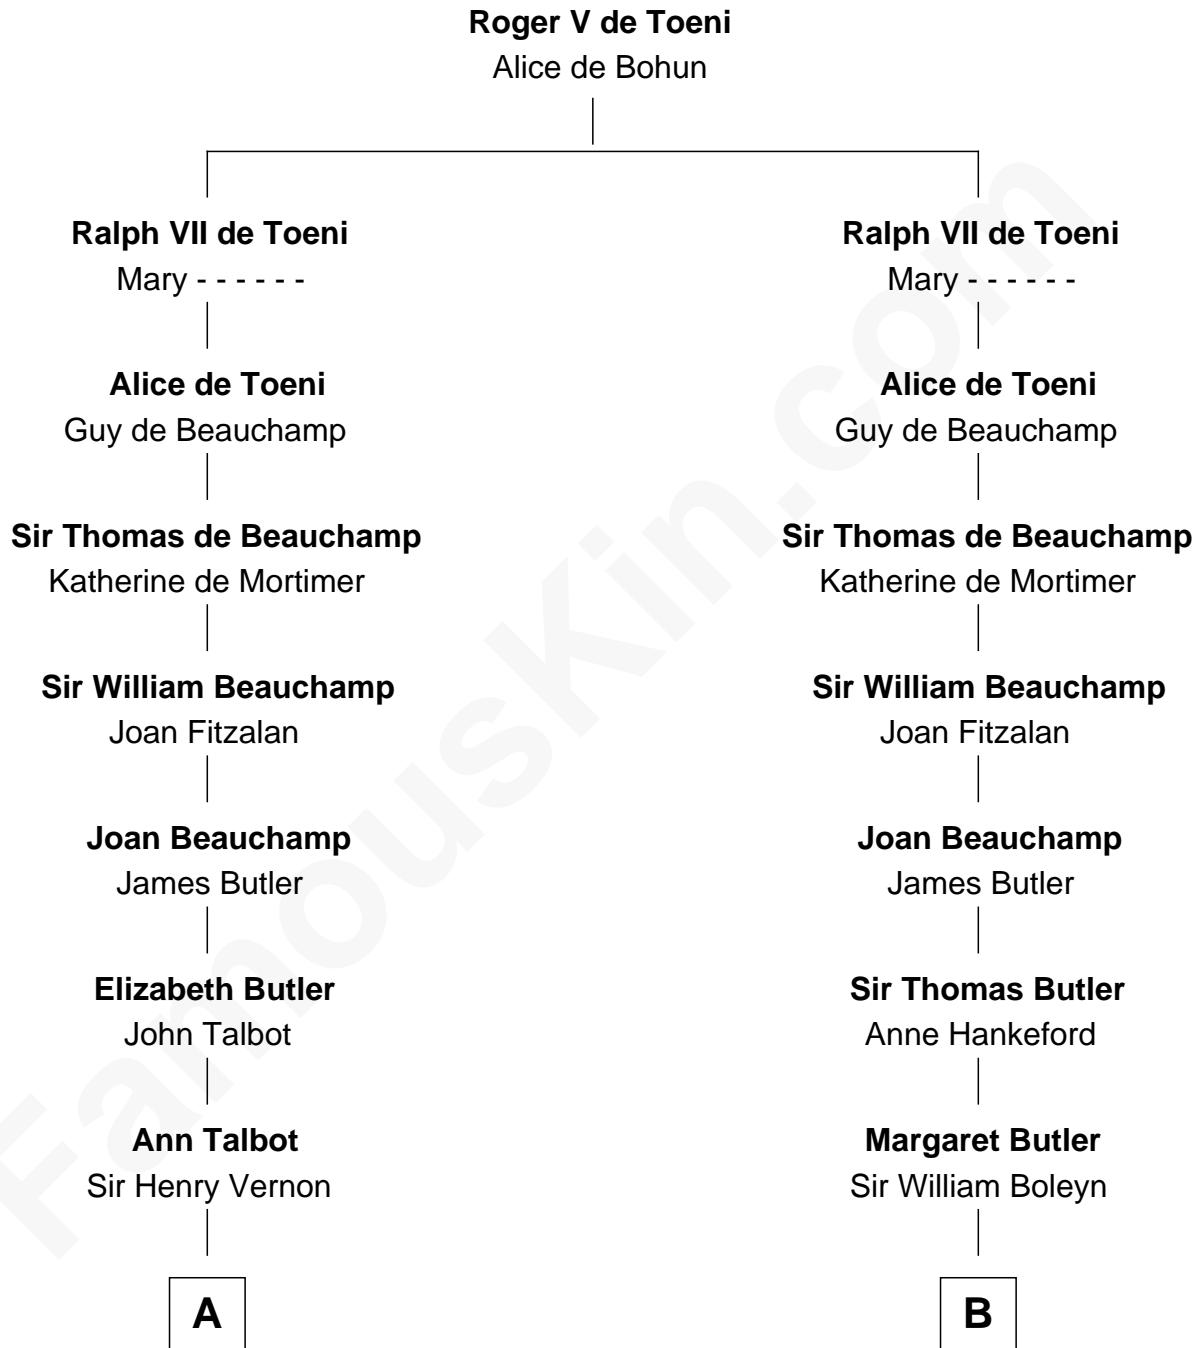 Roger V de Toeni
Alice de Bohun
Ralph VII de Toeni
Mary - - - - - -
Ralph VII de Toeni
Mary - - - - - -
Alice de Toeni
Guy de Beauchamp
Alice de Toeni
Guy de Beauchamp
Sir Thomas de Beauchamp
Katherine de Mortimer
Sir Thomas de Beauchamp
Katherine de Mortimer
Sir William Beauchamp
Joan Fitzalan
Sir William Beauchamp
Joan Fitzalan
Joan Beauchamp
James Butler
Joan Beauchamp
James Butler
Elizabeth Butler
John Talbot
Sir Thomas Butler
Anne Hankeford
Ann Talbot
Sir Henry Vernon
Margaret Butler
Sir William Boleyn
A
B
FamousKin.com